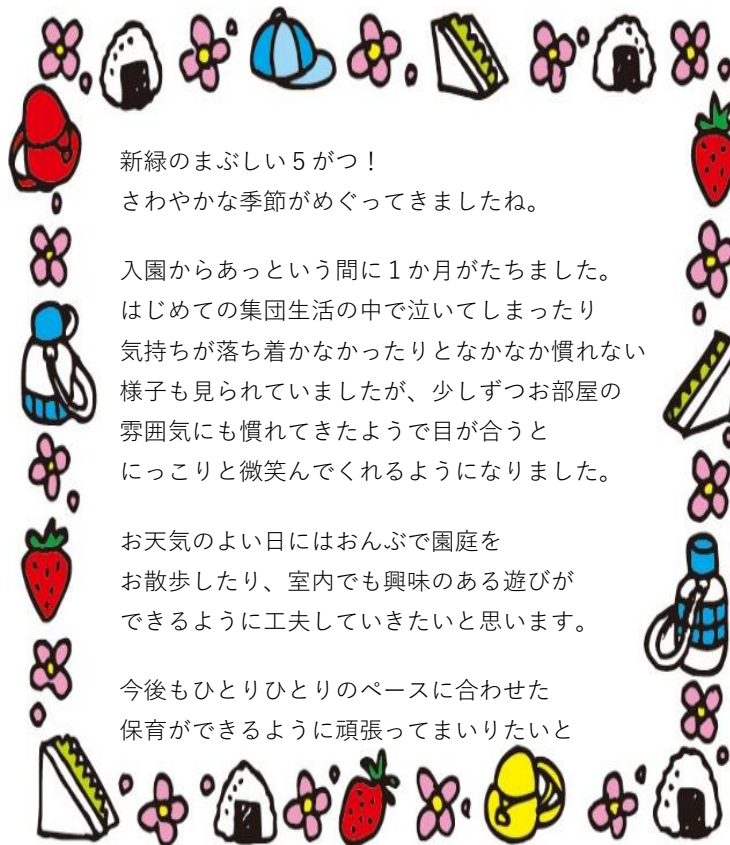 新緑のまぶしい５がつ！
さわやかな季節がめぐってきましたね。
入園からあっという間に１か月がたちました。
はじめての集団生活の中で泣いてしまったり
気持ちが落ち着かなかったりとなかなか慣れない
様子も見られていましたが、少しずつお部屋の
雰囲気にも慣れてきたようで目が合うと
にっこりと微笑んでくれるようになりました。
お天気のよい日にはおんぶで園庭を
お散歩したり、室内でも興味のある遊びが
できるように工夫していきたいと思います。
今後もひとりひとりのペースに合わせた
保育ができるように頑張ってまいりたいと